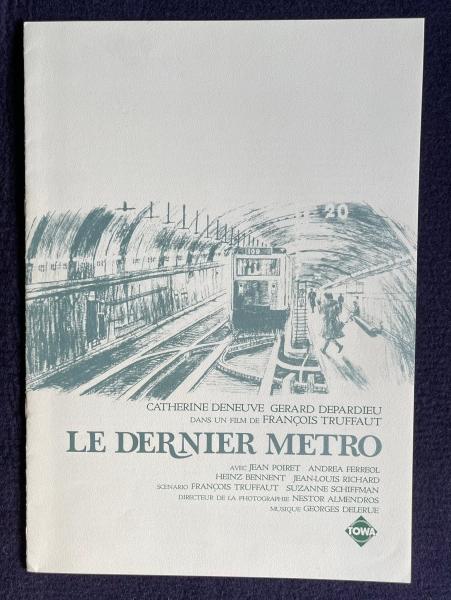 20
109
CATHERINE DENEUVE GERARD DEPARDIEU
DANS UN FILM DE FRANÇOIS TRUFFAUT
LE DERNIER METRO
AVEC JEAN POIRET ANDREA FERREOL
HEINZ BENNENT JEAN-LOUIS RICHARD
SCENARIO FRANÇOIS TRUFFAUT SUZANNE SCHIFFMAN
DIRECTEUR DE LA PHOTOGRAPHIE NESTOR ALMENDROS
MUSIQUE GEORGES DELERUE
TOWA